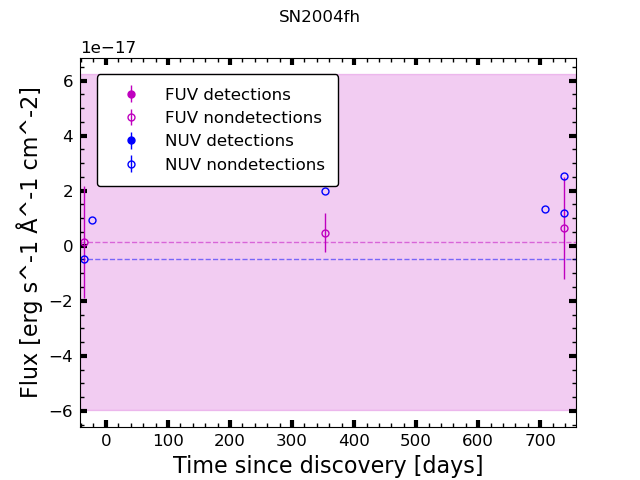 SN2004fh
1e−17
6
4
2
0
−2
−4
−6
Flux [erg s^-1 Å^-1 cm^-2]
FUV detections
FUV nondetections
NUV detections
NUV nondetections
0 100 200 300 400 500 600 700
Time since discovery [days]